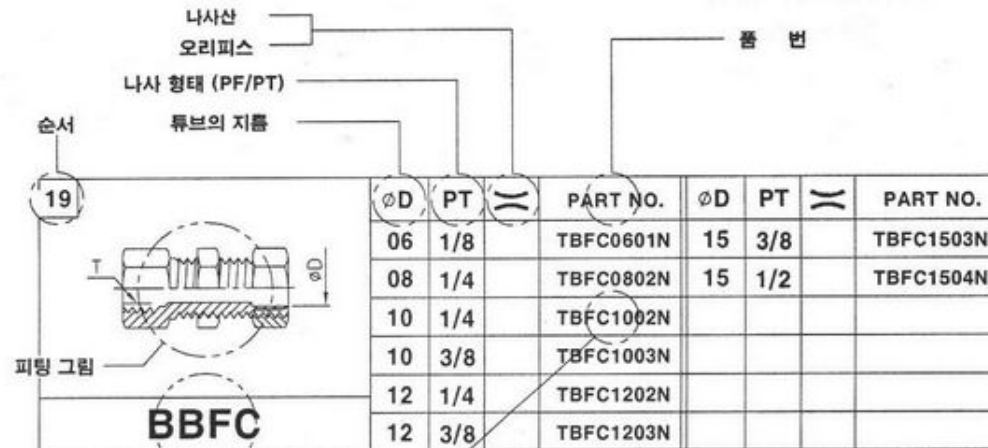 나사산
오리피스
품 번
나사 형태 (PF/PT)
순서
튜브의 지름
19
øD PT PART NO. øD PT PART NO.
06 1/8 TBFC0601N 15 3/8 TBFC1503N
08 1/4 TBFC0802N 15 1/2 TBFC1504N
10 1/4 TBFC1002N
10 3/8 TBFC1003N
12 1/4 TBFC1202N
12 3/8 TBFC1203N
T
øD
피팅 그림
BBFC